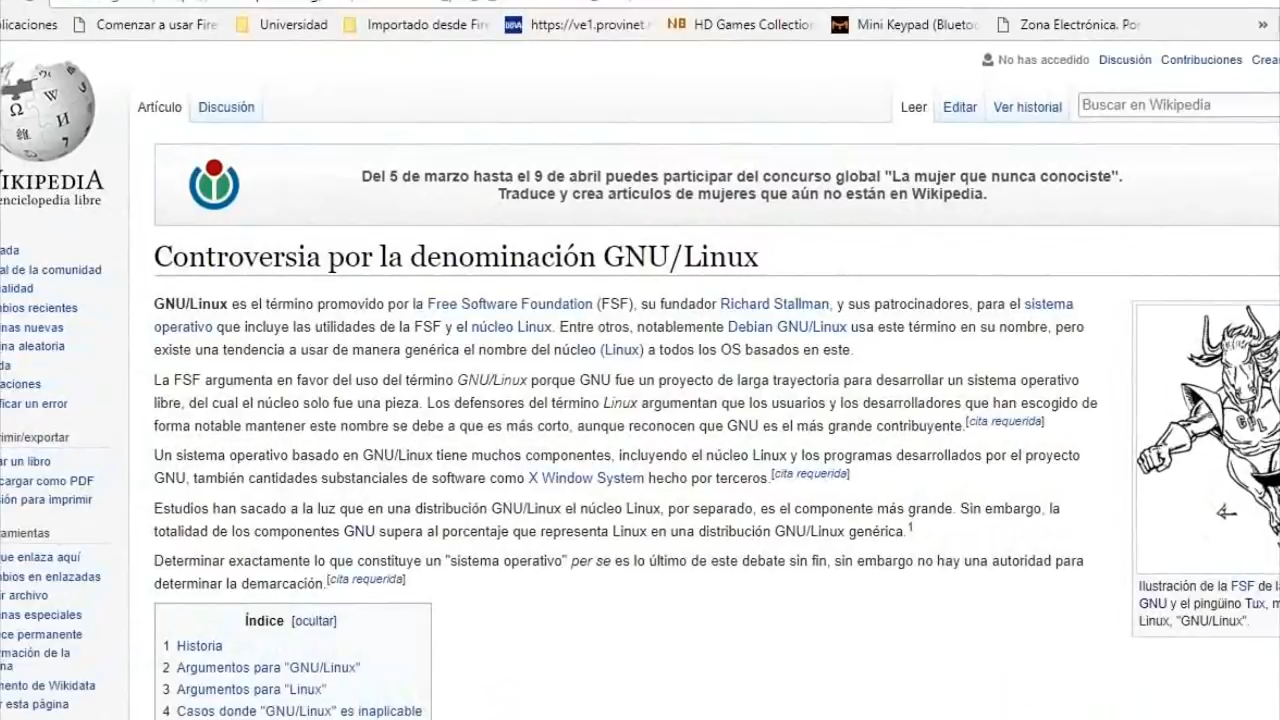 licaciones Comenzar a usar Fire Universidad Importado desde Fire https://ve1.provinet. HD Games Collectio Mini Keypad (Blueto Zona Electrónica. Po »
No has accedido Discusión Contribuciones Crea
Artículo Discusión Leer Editar Ver historial Buscar en Wikipedia
IKIPEDIA
enciclopedia libre
Del 5 de marzo hasta el 9 de abril puedes participar del concurso global "La mujer que nunca conociste".
Traduce y crea artículos de mujeres que aún no están en Wikipedia.
Controversia por la denominación GNU/Linux
GNU/Linux es el término promovido por la Free Software Foundation (FSF), su fundador Richard Stallman, y sus patrocinadores, para el sistema
operativo que incluye las utilidades de la FSF y el núcleo Linux. Entre otros, notablemente Debian GNU/Linux usa este término en su nombre, pero
existe una tendencia a usar de manera genérica el nombre del núcleo (Linux) a todos los OS basados en este.
La FSF argumenta en favor del uso del término GNU/Linux porque GNU fue un proyecto de larga trayectoria para desarrollar un sistema operativo
libre, del cual el núcleo solo fue una pieza. Los defensores del término Linux argumentan que los usuarios y los desarrolladores que han escogido de
forma notable mantener este nombre se debe a que es más corto, aunque reconocen que GNU es el más grande contribuyente.[cita requerida]
Un sistema operativo basado en GNU/Linux tiene muchos componentes, incluyendo el núcleo Linux y los programas desarrollados por el proyecto
GNU, también cantidades substanciales de software como X Window System hecho por terceros.[cita requerida]
Estudios han sacado a la luz que en una distribución GNU/Linux el núcleo Linux, por separado, es el componente más grande. Sin embargo, la
totalidad de los componentes GNU supera al porcentaje que representa Linux en una distribución GNU/Linux genérica.1
Determinar exactamente lo que constituye un "sistema operativo" per se es lo último de este debate sin fin, sin embargo no hay una autoridad para
determinar la demarcación.[cita requerida]
Índice [ocultar]
1 Historia
2 Argumentos para "GNU/Linux"
3 Argumentos para "Linux"
4 Casos donde "GNU/Linux" es inaplicable
GPL
Ilustración de la FSF de l
GNU y el pingüino Tux, m
Linux, "GNU/Linux".
ada
al de la comunidad
ualidad
mbios recientes
nas nuevas
ina aleatoria
da
aciones
ficar un error
rimir/exportar
ar un libro
cargar como PDF
sión para imprimir
amientas
ue enlaza aquí
mbios en enlazadas
r archivo
nas especiales
ce permanente
rmación de la
na
mento de Wikidata
r esta página